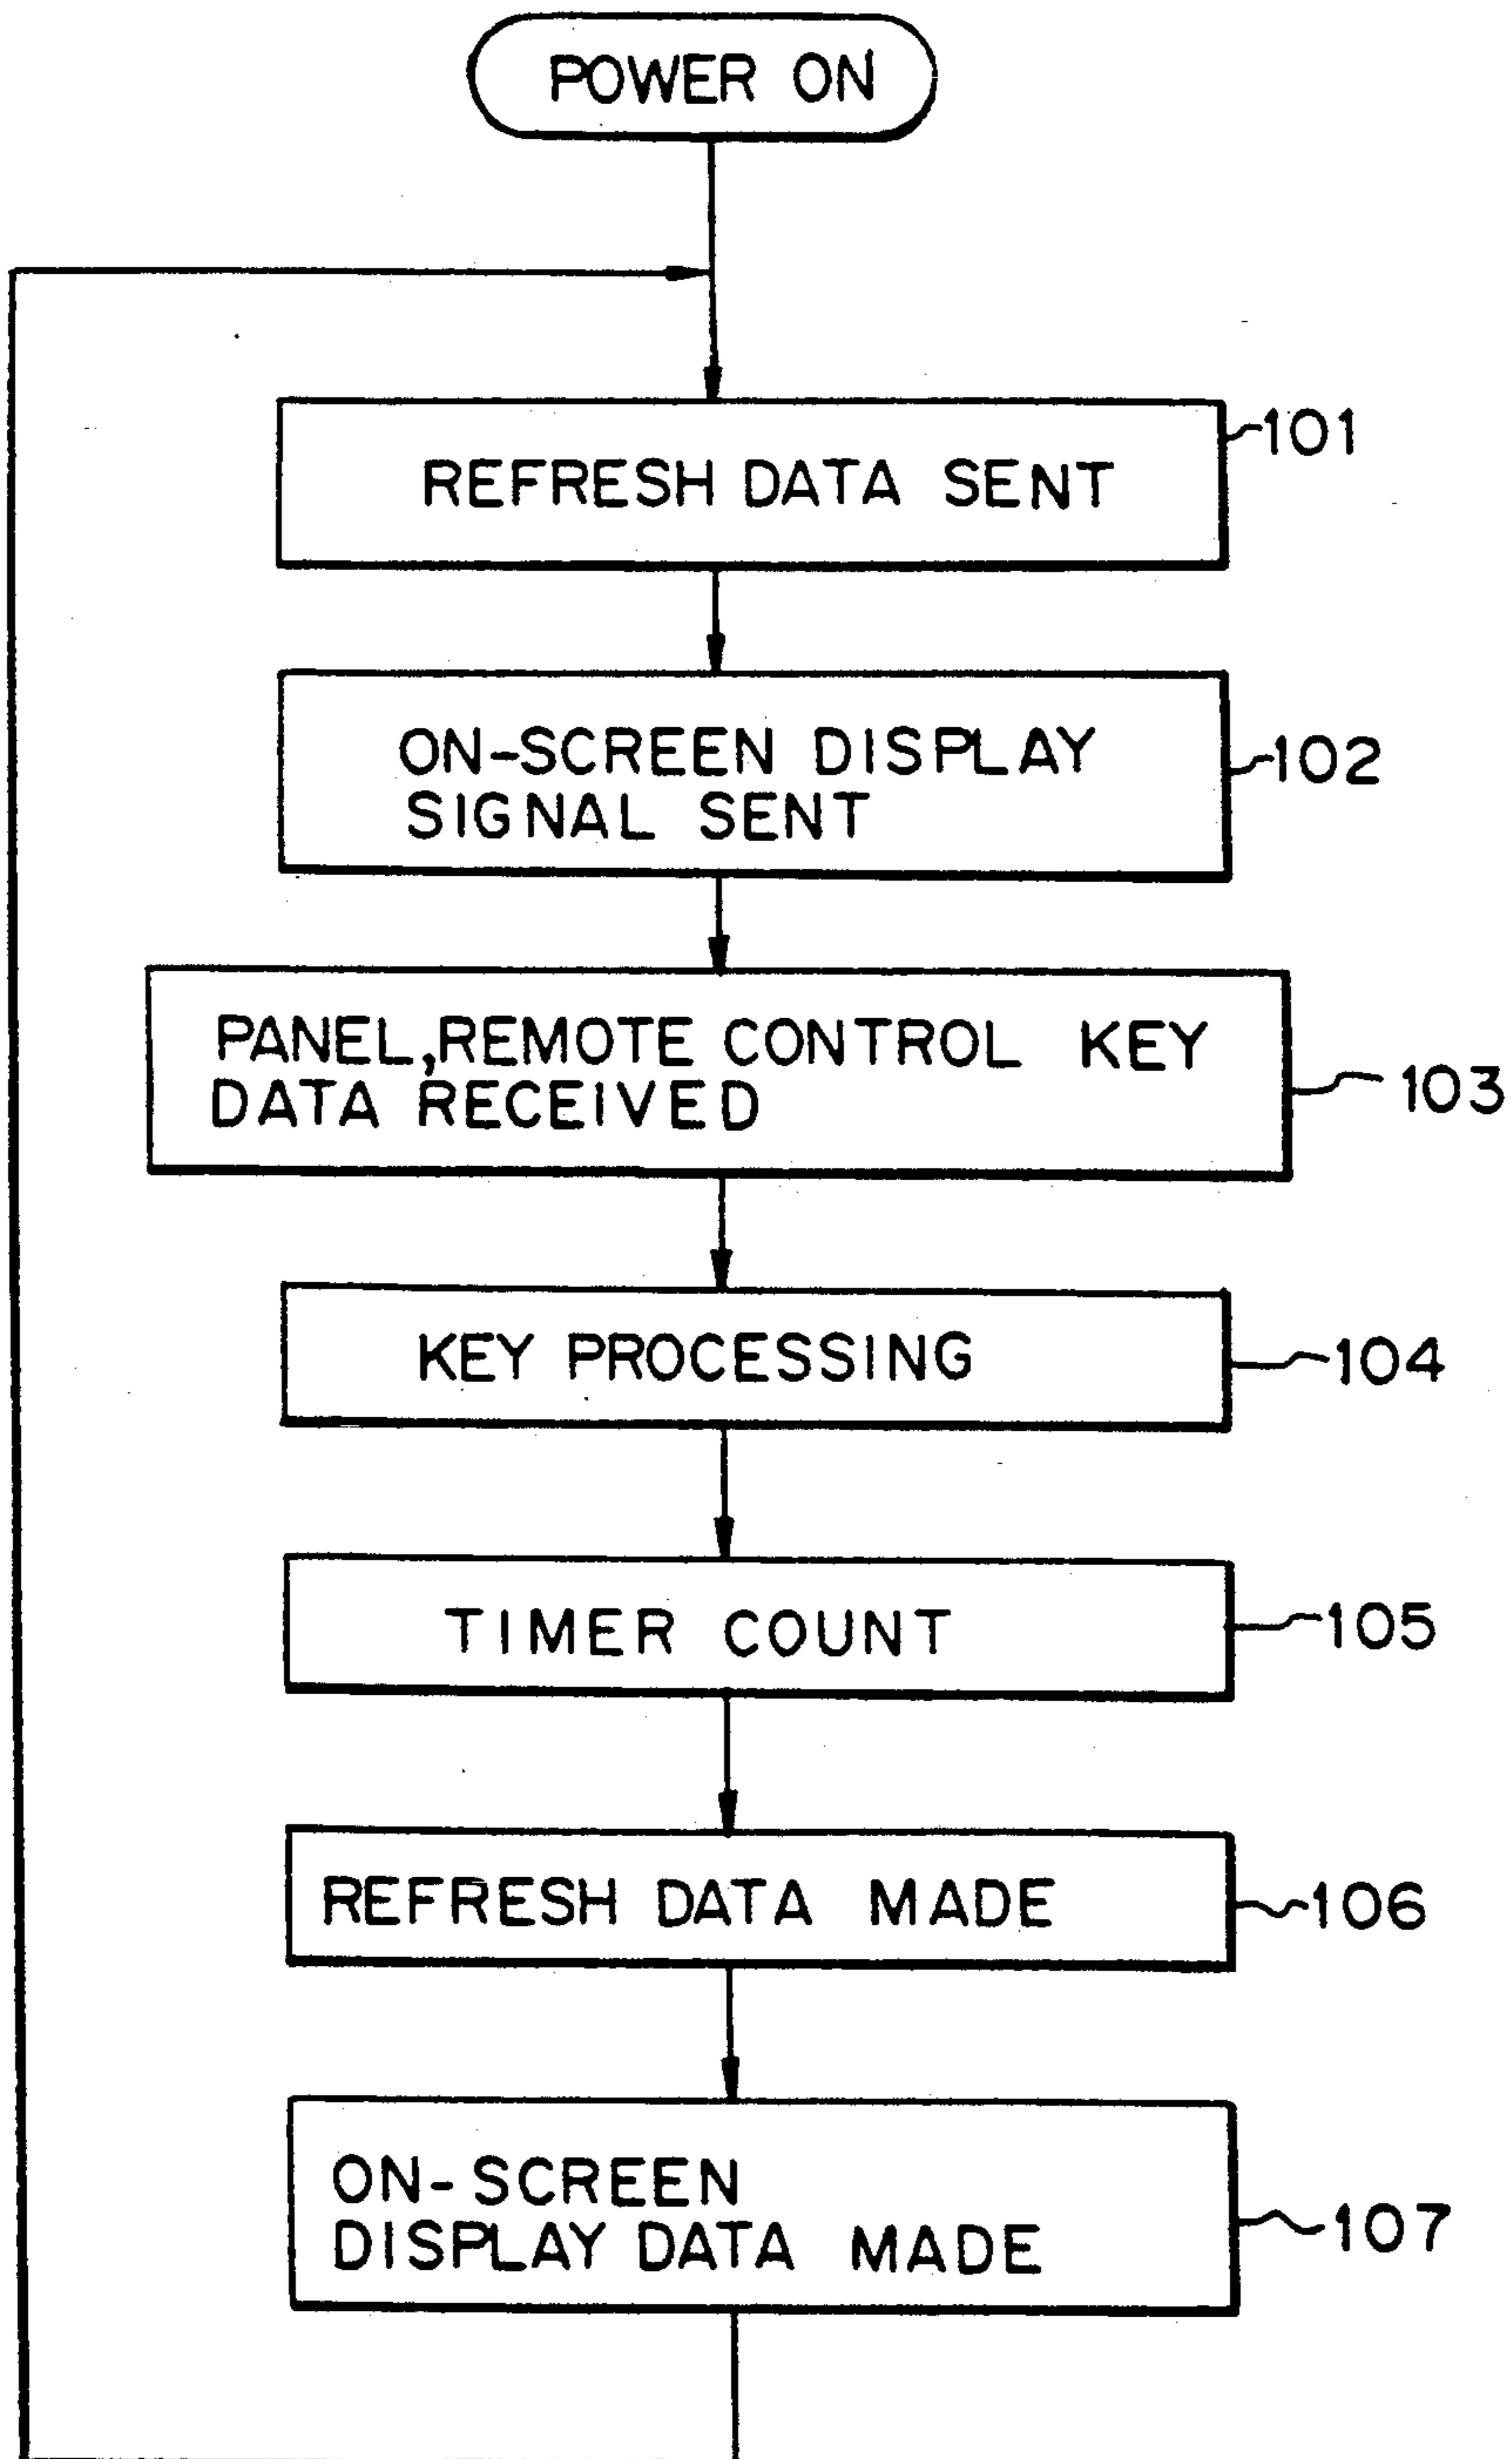 POWER ON
REFRESH DATA SENT
101
ON-SCREEN DISPLAY
SIGNAL SENT
102
PANEL,REMOTE CONTROL KEY
DATA RECEIVED
103
KEY PROCESSING
104
TIMER COUNT
105
REFRESH DATA MADE
106
ON-SCREEN
DISPLAY DATA MADE
107